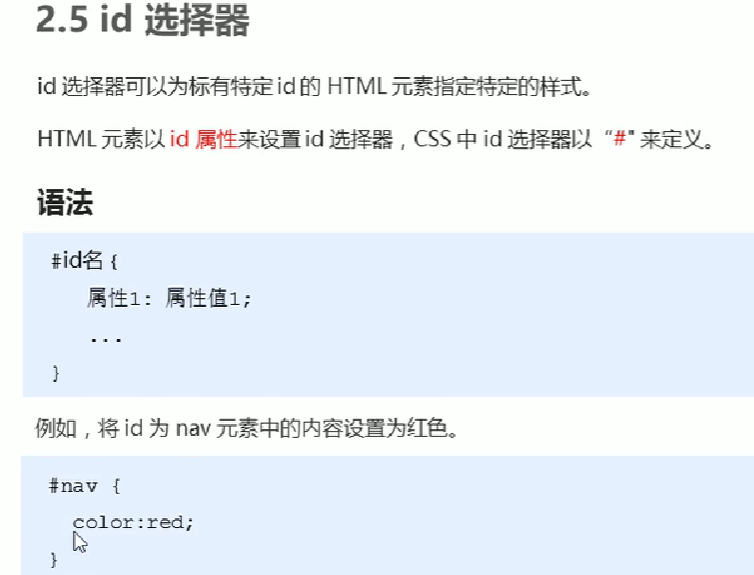 2.5 id 选择器
id 选择器可以为标有特定id 的 HTML 元素指定特定的样式。
HTML 元素以 id 属性来设置id 选择器，CSS 中 id 选择器以“#" 来定义。
语法
#id名 {
属性1: 属性值1;
...
}
例如，将 id 为 nav 元素中的内容设置为红色。
#nav {
color:red;
}